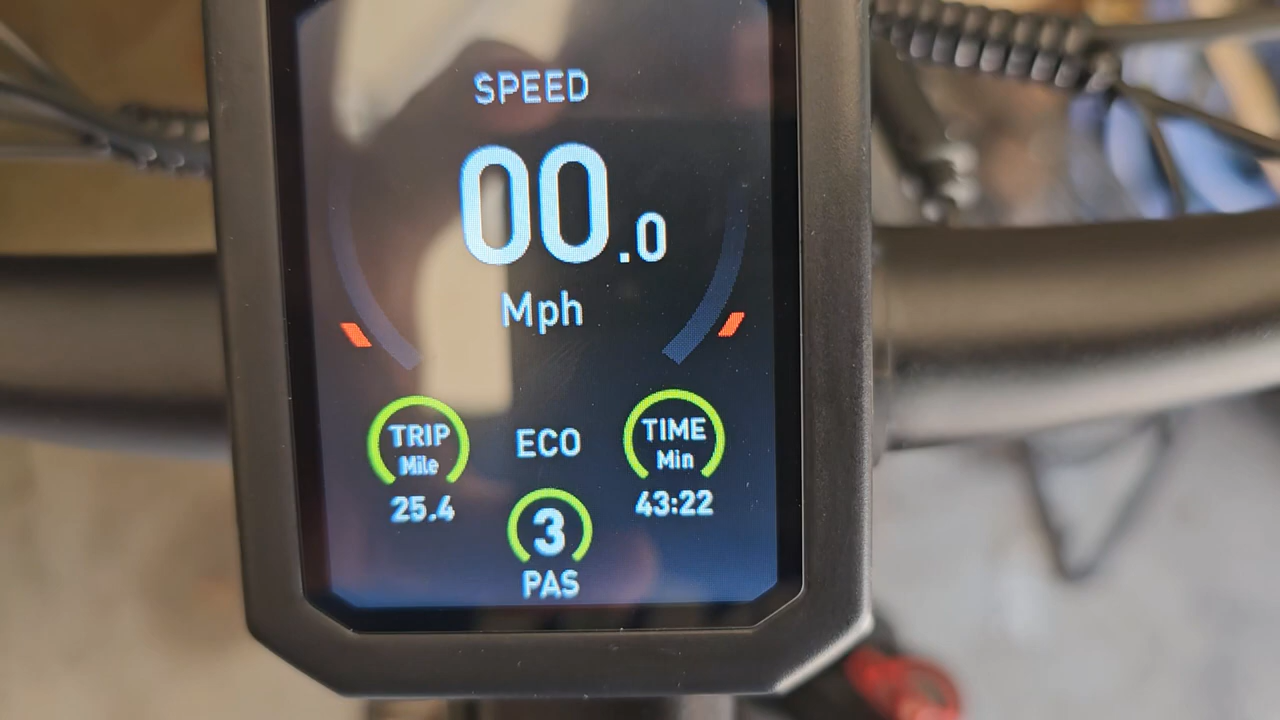 SPEED
00.0
Mph
TRIP
Mile
25.4
ECO
TIME
Min
43:22
3
PAS